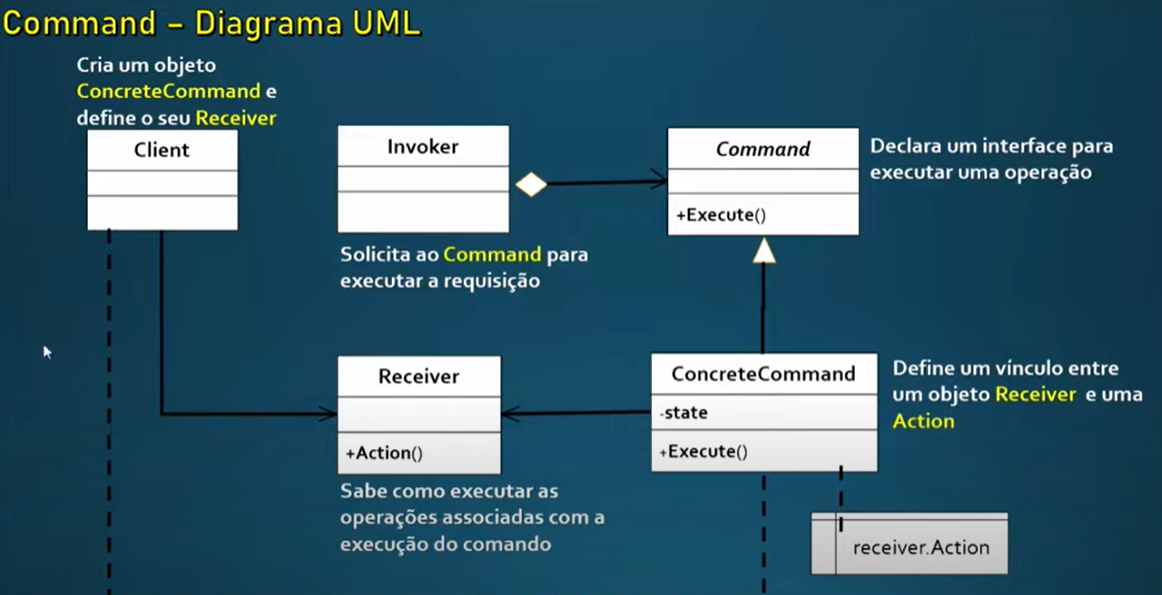 Command – Diagrama UML
Cria um objeto
ConcreteCommand e
define o seu Receiver
Client
Invoker
Solicita ao Command para
executar a requisição
Command
+Execute()
Declara um interface para
executar uma operação
Receiver
+Action()
Sabe como executar as
operações associadas com a
execução do comando
ConcreteCommand
-state
+Execute()
Define um vínculo entre
um objeto Receiver e uma
Action
receiver.Action